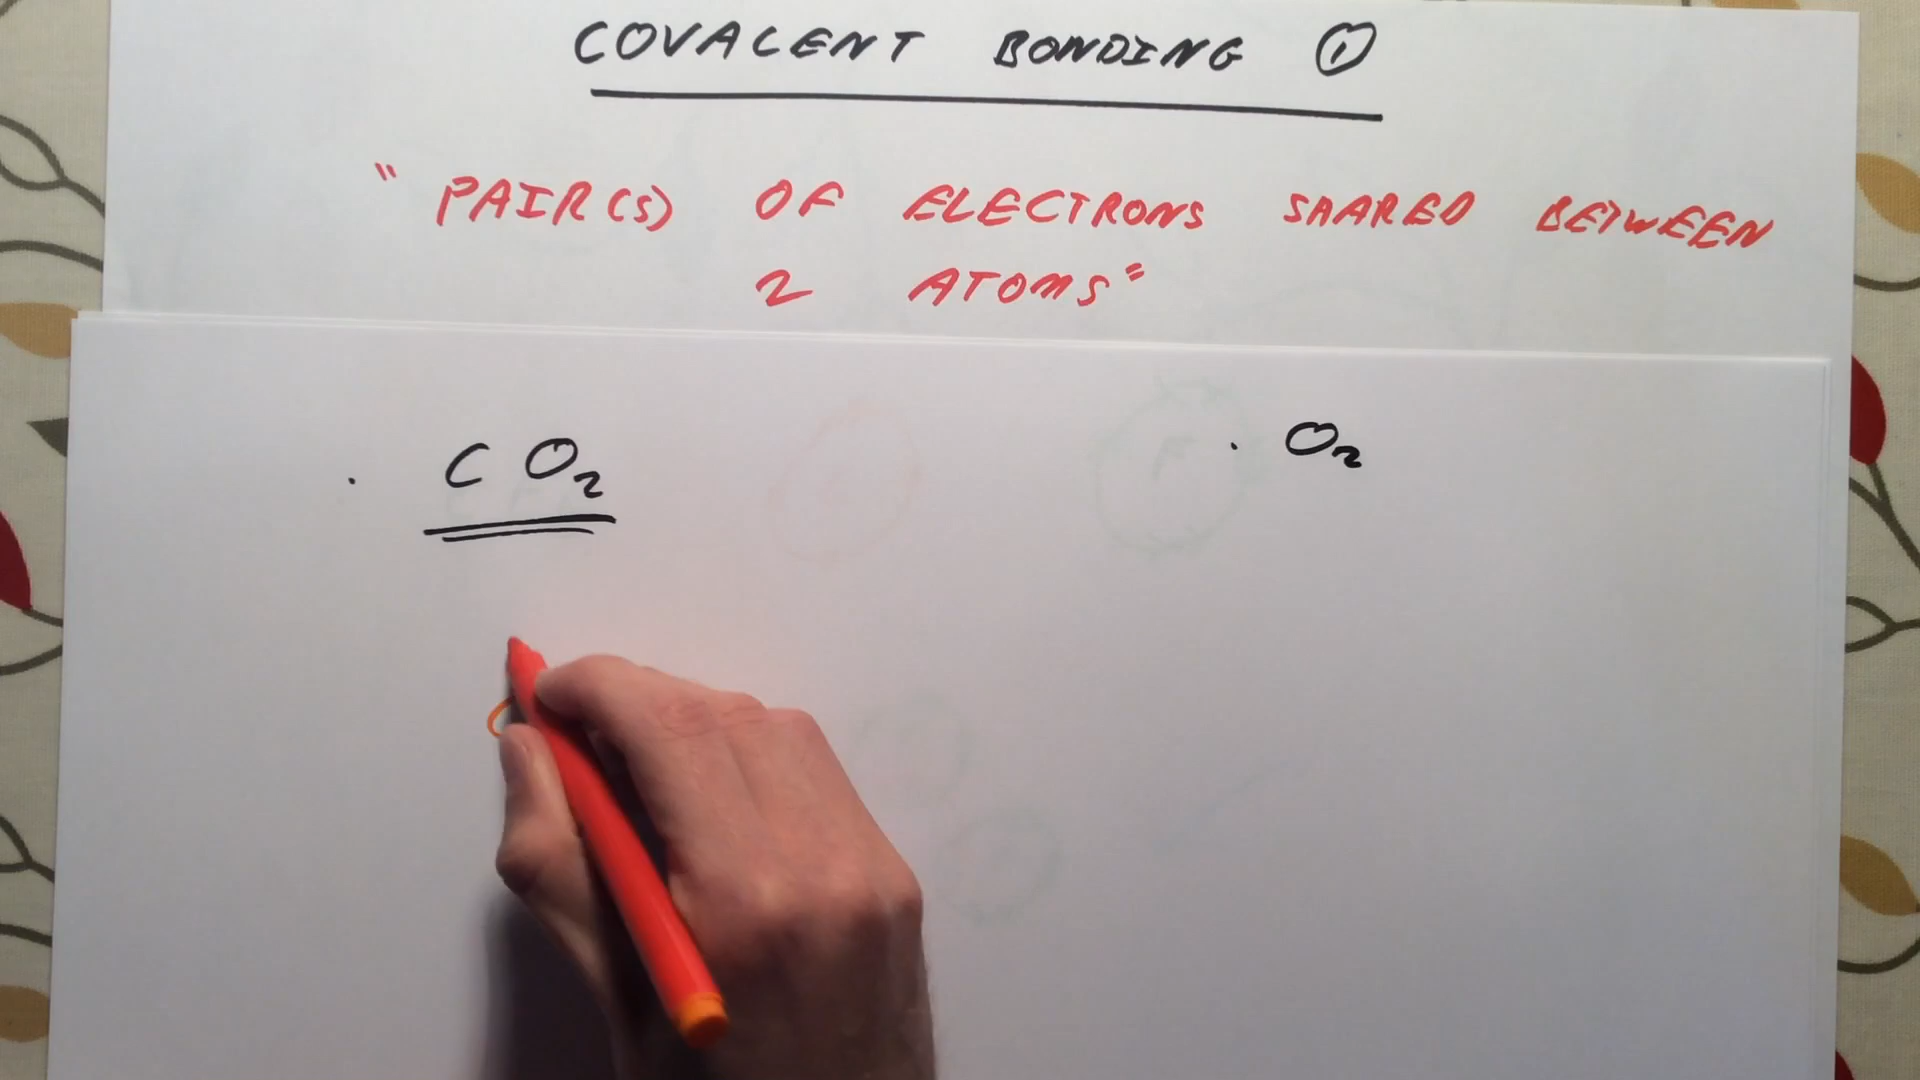 COVALENT BONDING ①
"PAIR(S) OF ELECTRONS SHARED BETWEEN
2 ATOMS"
. CO₂ . O₂
C